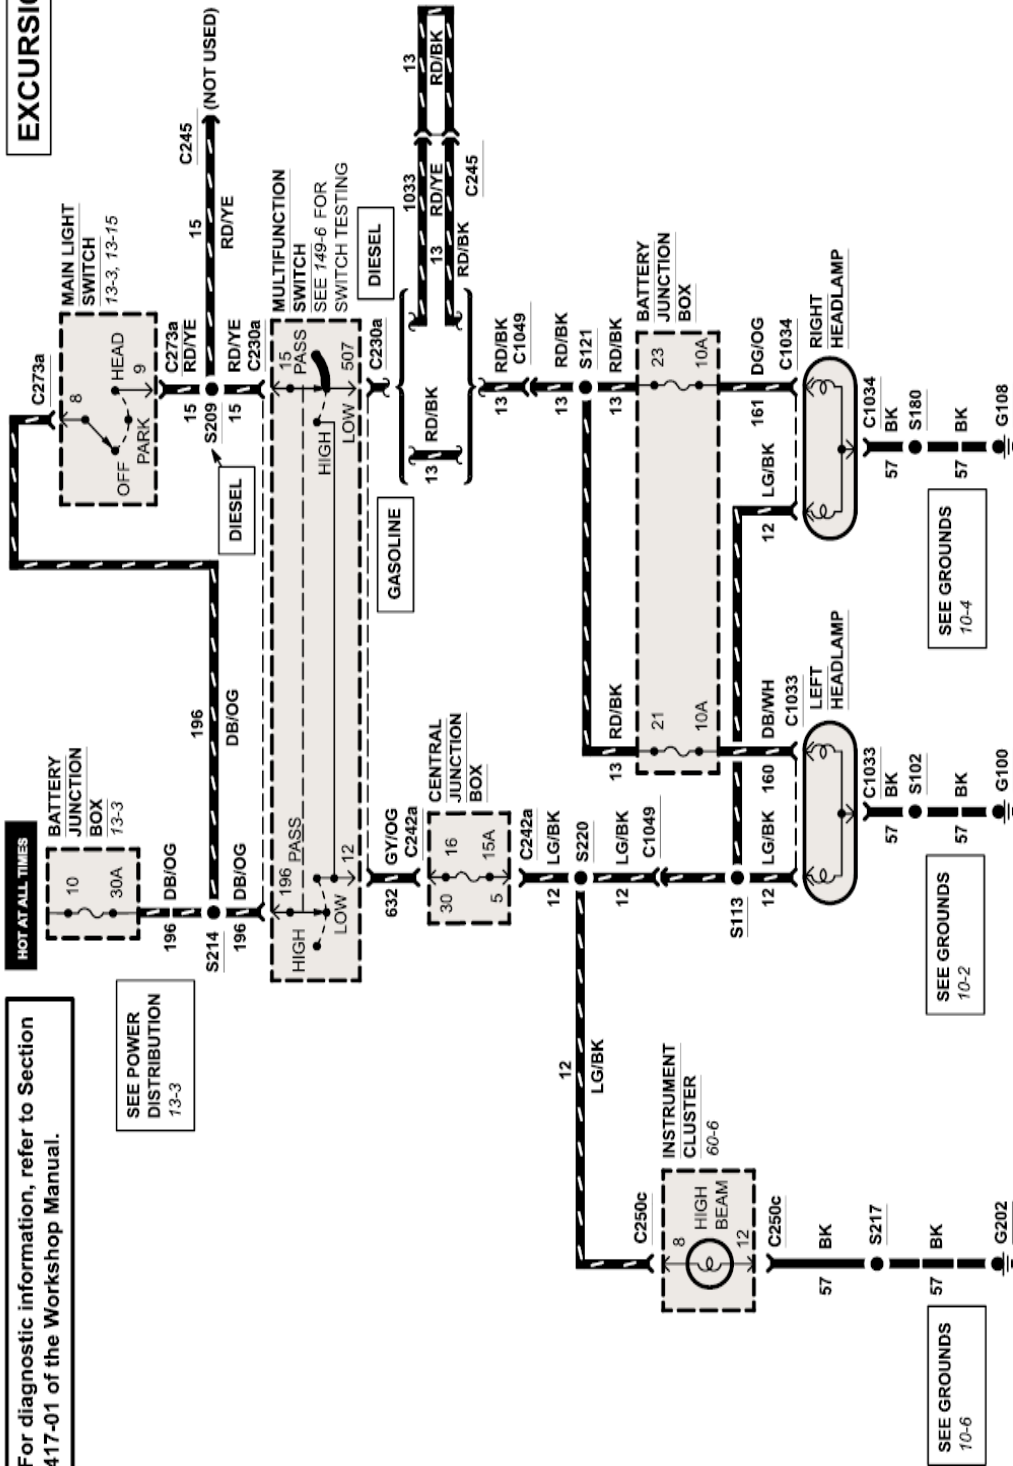 For diagnostic information, refer to Section
417-01 of the Workshop Manual.
HOT AT ALL TIMES
EXCURSIO
SEE POWER
DISTRIBUTION
13-3
BATTERY
JUNCTION
BOX
13-3
10
30A
196 DB/OG
S214
196 DB/OG
196
DB/OG
C273a
MAIN LIGHT
SWITCH
13-3, 13-15
8
OFF
PARK
HEAD
9
C273a
15 RD/YE
S209
15 RD/YE
C230a
DIESEL
15
RD/YE
C245
(NOT USED)
196 PASS
HIGH
LOW
12
15
PASS
HIGH
LOW
507
MULTIFUNCTION
SWITCH
SEE 149-6 FOR
SWITCH TESTING
C230a
632 GY/OG
C242a
CENTRAL
JUNCTION
BOX
30 16
5 15A
C242a
12 LG/BK
S220
12 LG/BK
C1049
GASOLINE
DIESEL
13 RD/BK
1033
13 RD/YE
RD/BK
C245
13
RD/BK
13 RD/BK
C1049
13 RD/BK
S121
13 RD/BK
13 RD/BK
BATTERY
JUNCTION
BOX
21
10A
23
10A
12
LG/BK
S113
12 LG/BK
160 DB/WH
C1033
LEFT
HEADLAMP
12 LG/BK
161 DG/OG
C1034
RIGHT
HEADLAMP
INSTRUMENT
CLUSTER
60-6
C250c
8
HIGH
BEAM
12
C250c
57 BK
S217
57 BK
G202
SEE GROUNDS
10-6
C1033
57 BK
S102
57 BK
G100
SEE GROUNDS
10-2
C1034
57 BK
S180
57 BK
G108
SEE GROUNDS
10-4